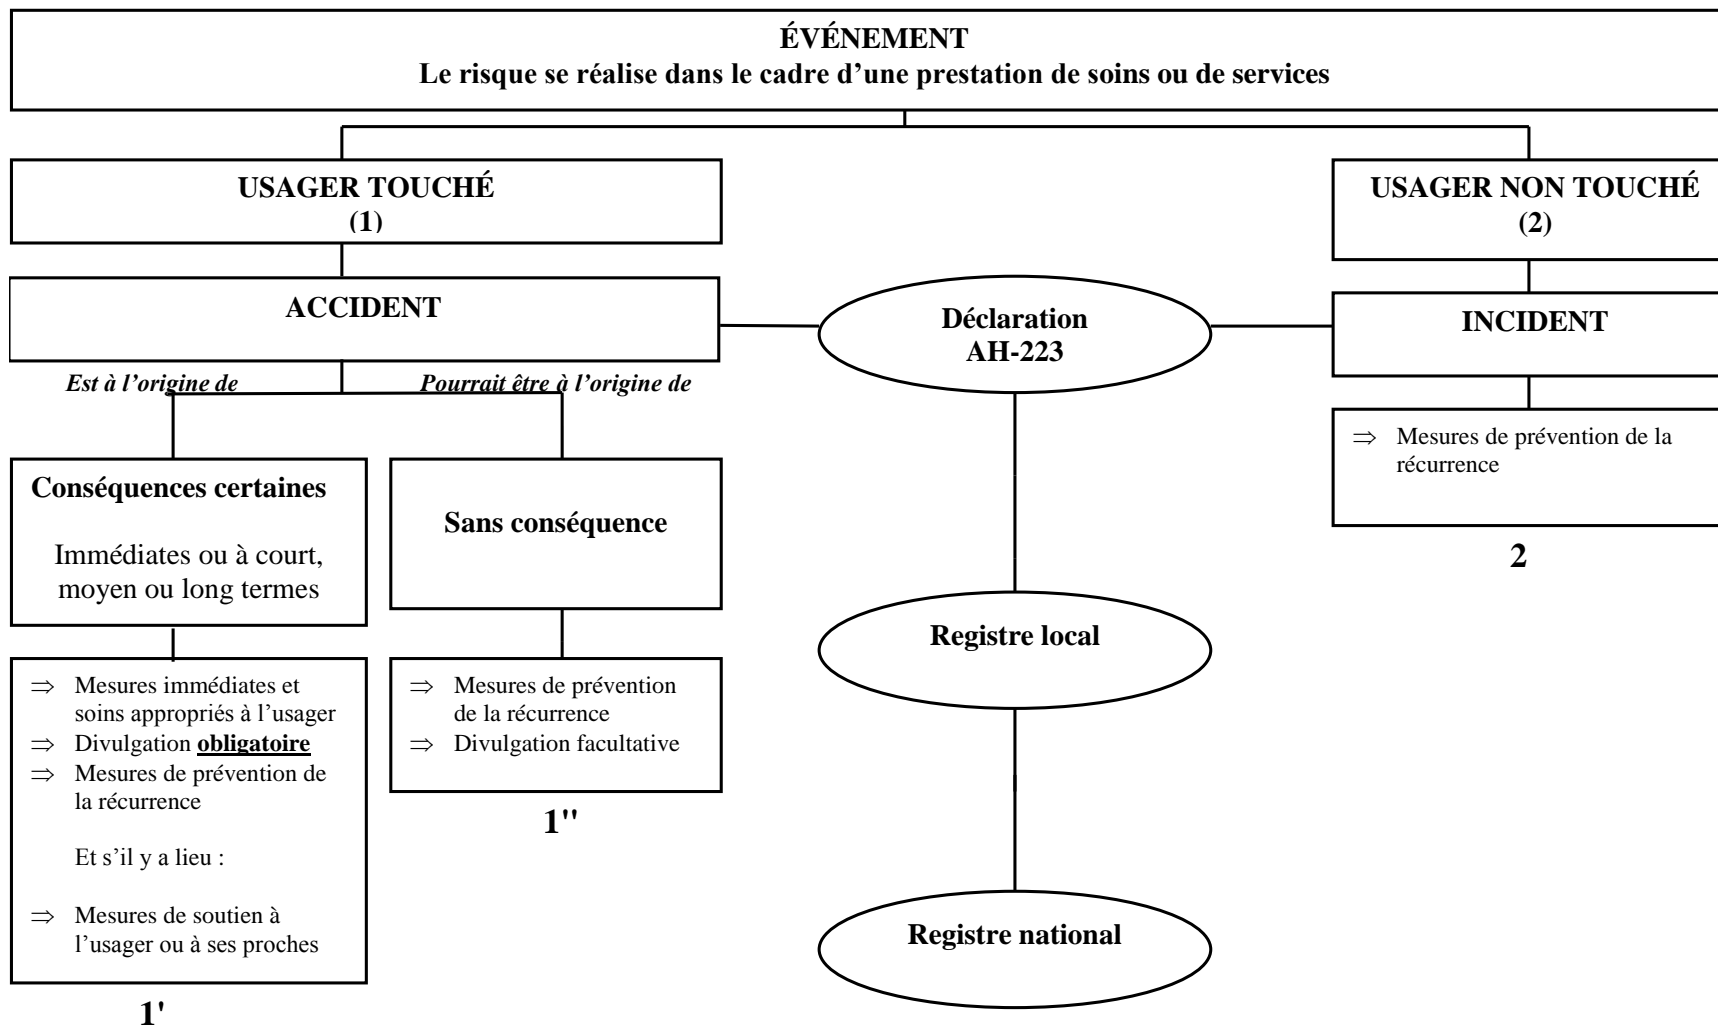 ÉVÉNEMENT
Le risque se réalise dans le cadre d’une prestation de soins ou de services
USAGER TOUCHÉ
(1)
USAGER NON TOUCHÉ
(2)
ACCIDENT
Déclaration
AH-223
INCIDENT
Est à l’origine de
Pourrait être à l’origine de
⇒ Mesures de prévention de la
récurrence
2
Conséquences certaines
Immédiates ou à court,
moyen ou long termes
Sans conséquence
Registre local
⇒ Mesures immédiates et
soins appropriés à l’usager
⇒ Divulgation obligatoire
⇒ Mesures de prévention de
la récurrence
Et s’il y a lieu :
⇒ Mesures de soutien à
l’usager ou à ses proches
1'
⇒ Mesures de prévention
de la récurrence
⇒ Divulgation facultative
1"
Registre national